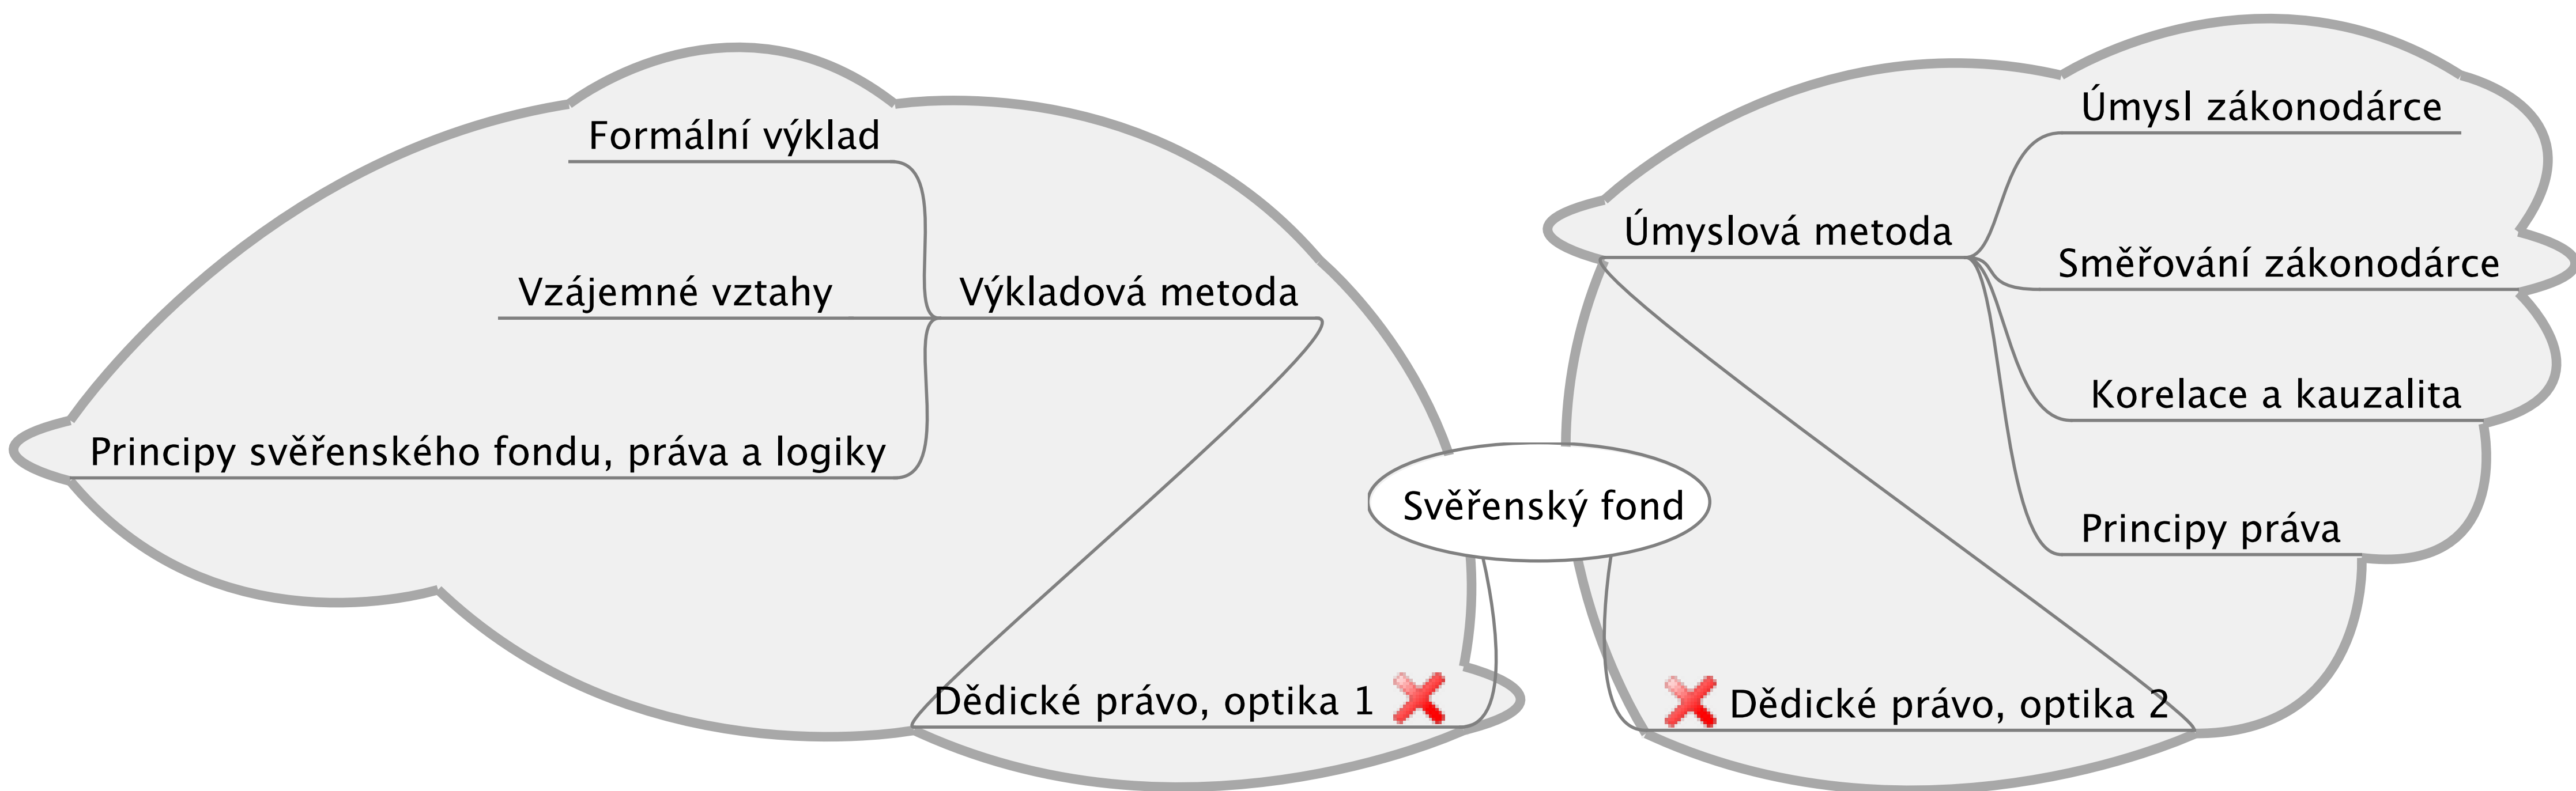 Formální výklad
Vzájemné vztahy
Výkladová metoda
Principy svěřenského fondu, práva a logiky
Dědické právo, optika 1
Svěřenský fond
Úmysl zákonodárce
Úmyslová metoda
Směřování zákonodárce
Korelace a kauzalita
Principy práva
Dědické právo, optika 2